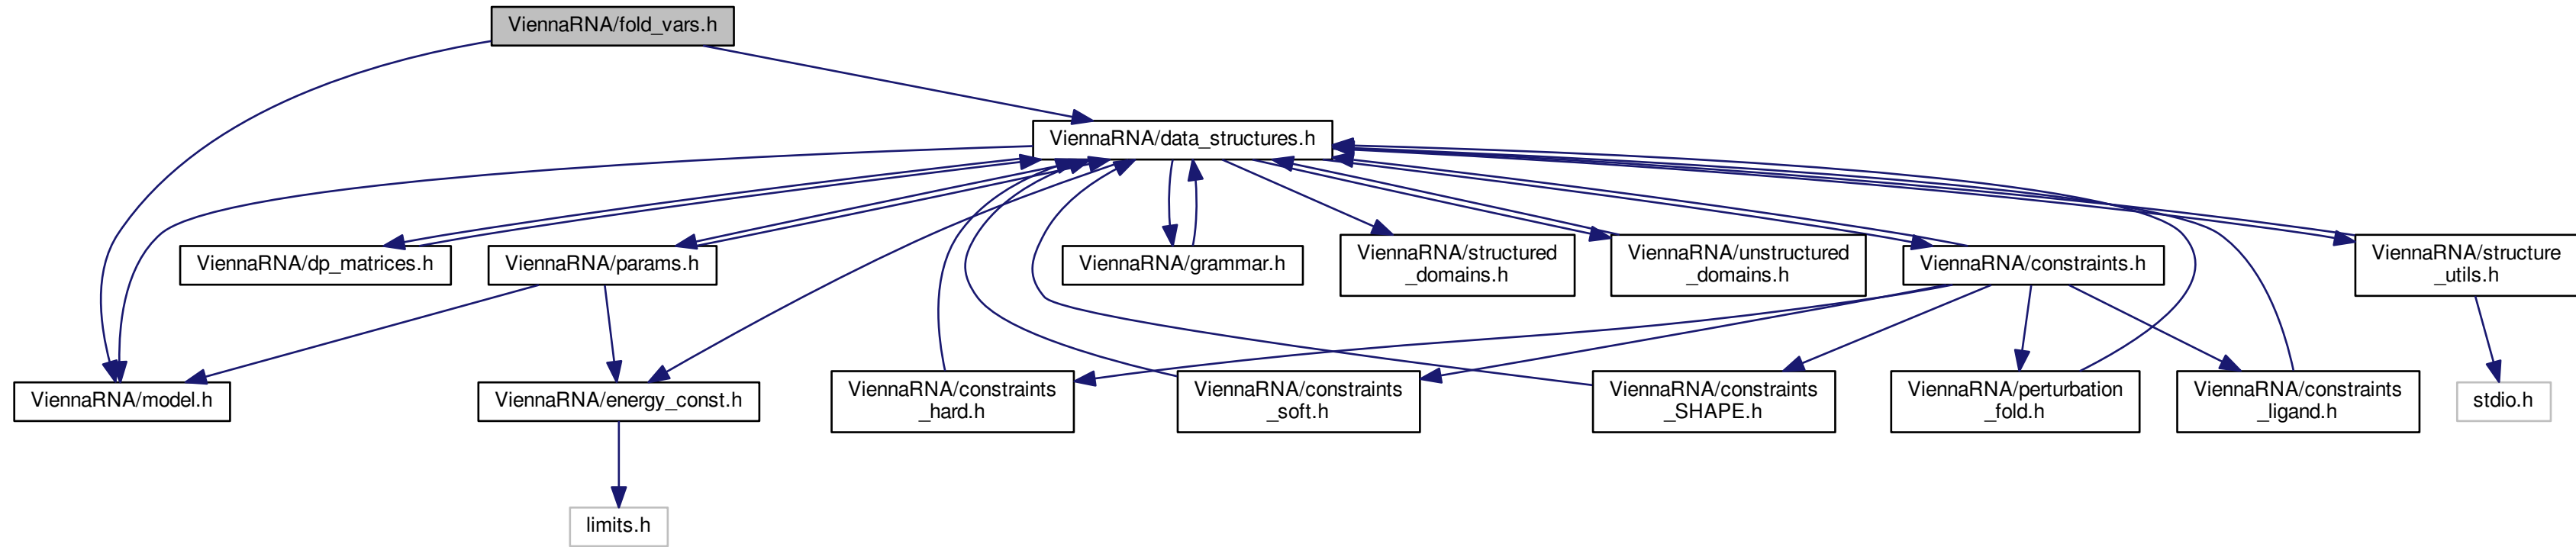 ViennaRNA/fold_vars.h
ViennaRNA/data_structures.h
ViennaRNA/dp_matrices.h
ViennaRNA/params.h
ViennaRNA/grammar.h
ViennaRNA/structured
_domains.h
ViennaRNA/unstructured
_domains.h
ViennaRNA/constraints.h
ViennaRNA/structure
_utils.h
ViennaRNA/model.h
ViennaRNA/energy_const.h
ViennaRNA/constraints
_hard.h
ViennaRNA/constraints
_soft.h
ViennaRNA/constraints
_SHAPE.h
ViennaRNA/perturbation
_fold.h
ViennaRNA/constraints
_ligand.h
stdio.h
limits.h